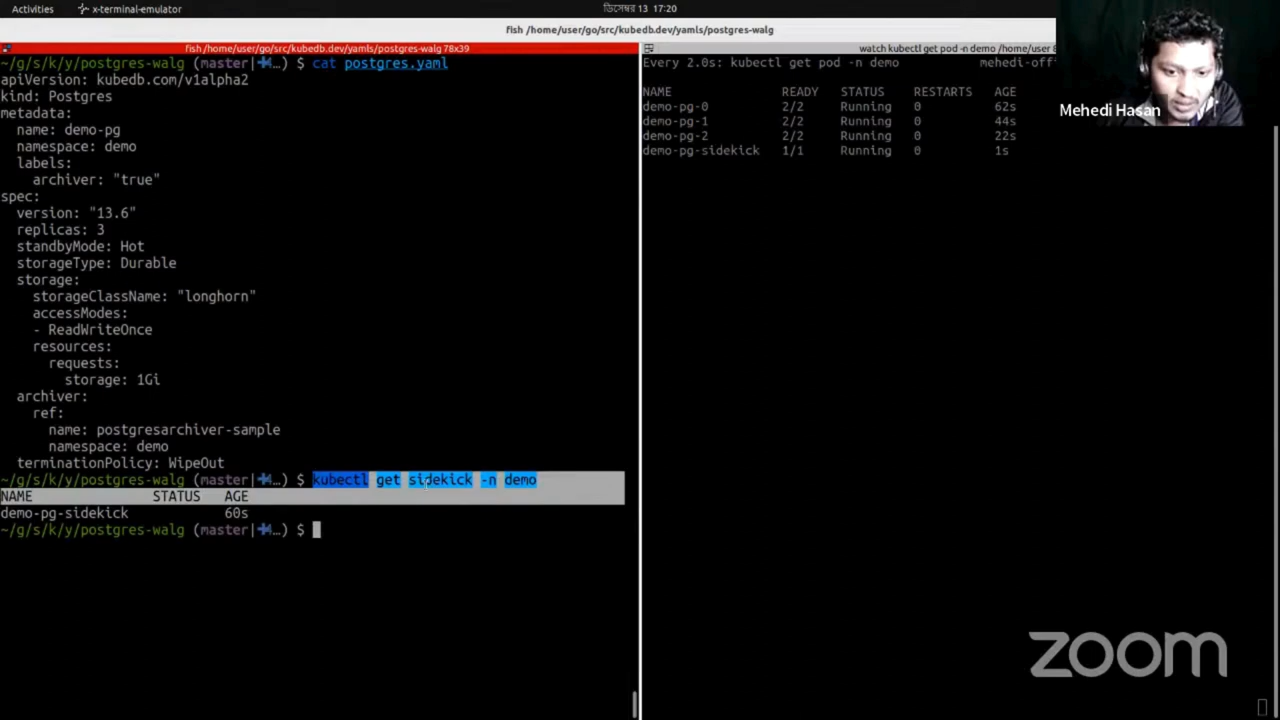 Activities
x-terminal-emulator
ডিসেম্বর 13 17:20
fish /home/user/go/src/kubedb.dev/yamls/postgres-walg
fish /home/user/go/src/kubedb.dev/yamls/postgres-walg 78x39
~/g/s/k/y/postgres-walg (master|✚4…) $ cat postgres.yaml
apiVersion: kubedb.com/v1alpha2
kind: Postgres
metadata:
  name: demo-pg
  namespace: demo
  labels:
    archiver: "true"
spec:
  version: "13.6"
  replicas: 3
  standbyMode: Hot
  storageType: Durable
  storage:
    storageClassName: "longhorn"
    accessModes:
    - ReadWriteOnce
    resources:
      requests:
        storage: 1Gi
  archiver:
    ref:
      name: postgresarchiver-sample
      namespace: demo
  terminationPolicy: WipeOut
~/g/s/k/y/postgres-walg (master|✚4…) $ kubectl get sidekick -n demo
NAME STATUS AGE
demo-pg-sidekick 60s
~/g/s/k/y/postgres-walg (master|✚4…) $
watch kubectl get pod -n demo /home/user 8
Every 2.0s: kubectl get pod -n demo mehedi-off
NAME READY STATUS RESTARTS AGE
demo-pg-0 2/2 Running 0 62s
demo-pg-1 2/2 Running 0 44s
demo-pg-2 2/2 Running 0 22s
demo-pg-sidekick 1/1 Running 0 1s
Mehedi Hasan
zoom